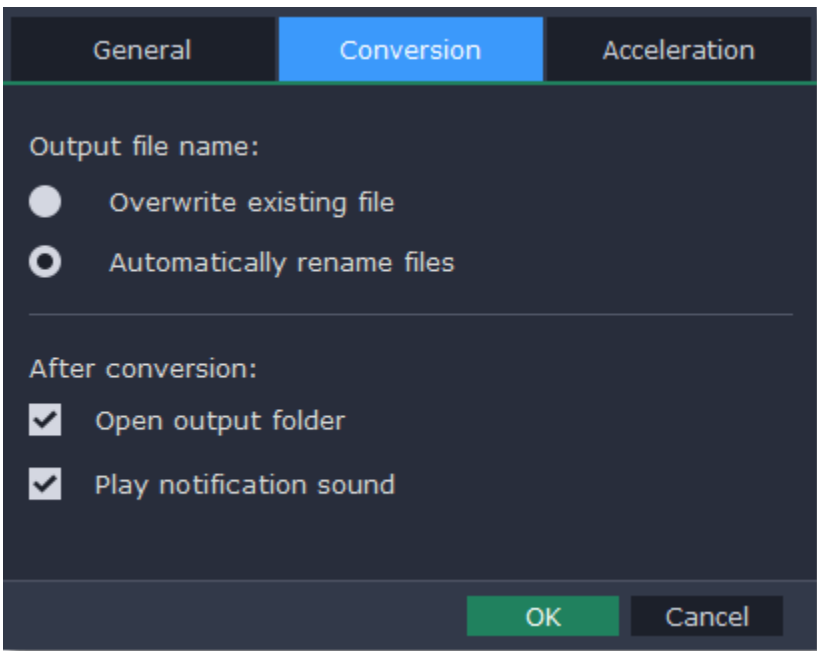 General Conversion Acceleration
Output file name:
Overwrite existing file
Automatically rename files
After conversion:
Open output folder
Play notification sound
OK Cancel